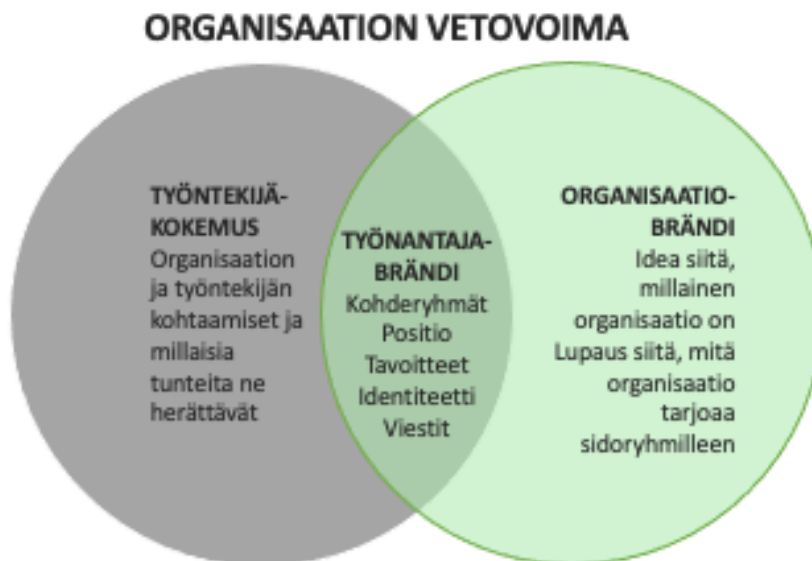 ORGANISAATION VETOVOIMA
TYÖNTEKIJÄ-
KOKEMUS
Organisaation
ja työntekijän
kohtaamiset ja
millaisia
tunteita ne
herättävät
TYÖNANTAJA-
BRÄNDI
Kohderyhmät
Positio
Tavoitteet
Identiteetti
Viestit
ORGANISAATIO-
BRÄNDI
Idea siitä,
millainen
organisaatio on
Lupaus siitä, mitä
organisaatio
tarjoaa
sidoryhmilleen